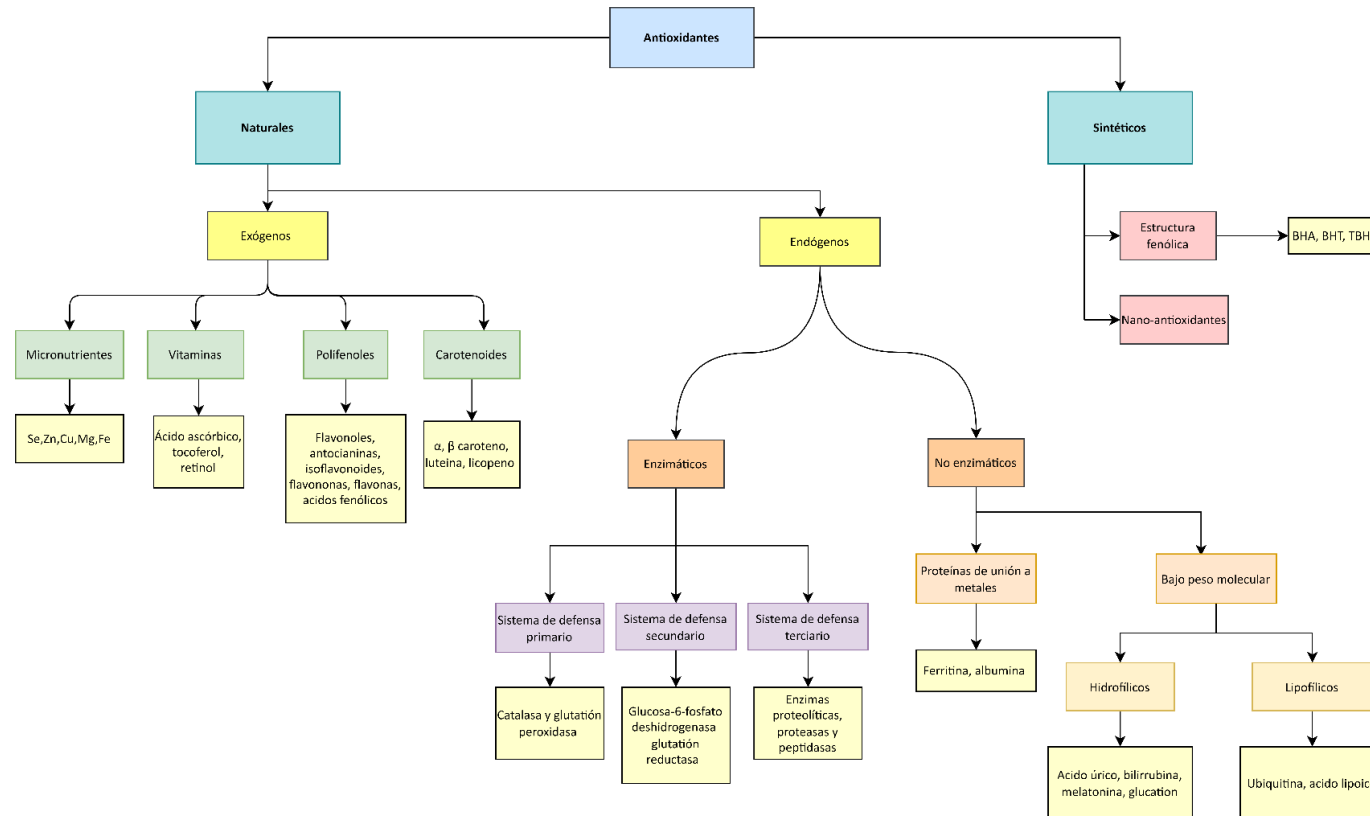 Antioxidantes
Naturales
Sintéticos
Exógenos
Endógenos
Estructura
fenólica
BHA, BHT, TBH
Nano-antioxidantes
Micronutrientes
Vitaminas
Polifenoles
Carotenoides
Se,Zn,Cu,Mg,Fe
Ácido ascórbico,
tocoferol,
retinol
Flavonoles,
antocianinas,
isoflavonoides,
flavononas, flavonas,
acidos fenólicos
α, β caroteno,
luteina, licopeno
Enzimáticos
No enzimáticos
Proteínas de unión a
metales
Bajo peso molecular
Sistema de defensa
primario
Sistema de defensa
secundario
Sistema de defensa
terciario
Ferritina, albumina
Hidrofílicos
Lipofílicos
Catalasa y glutatión
peroxidasa
Glucosa-6-fosfato
deshidrogenasa
glutatión
reductasa
Enzimas
proteolíticas,
proteasas y
peptidasas
Acido úrico, bilirrubina,
melatonina, glucation
Ubiquitina, acido lipoic